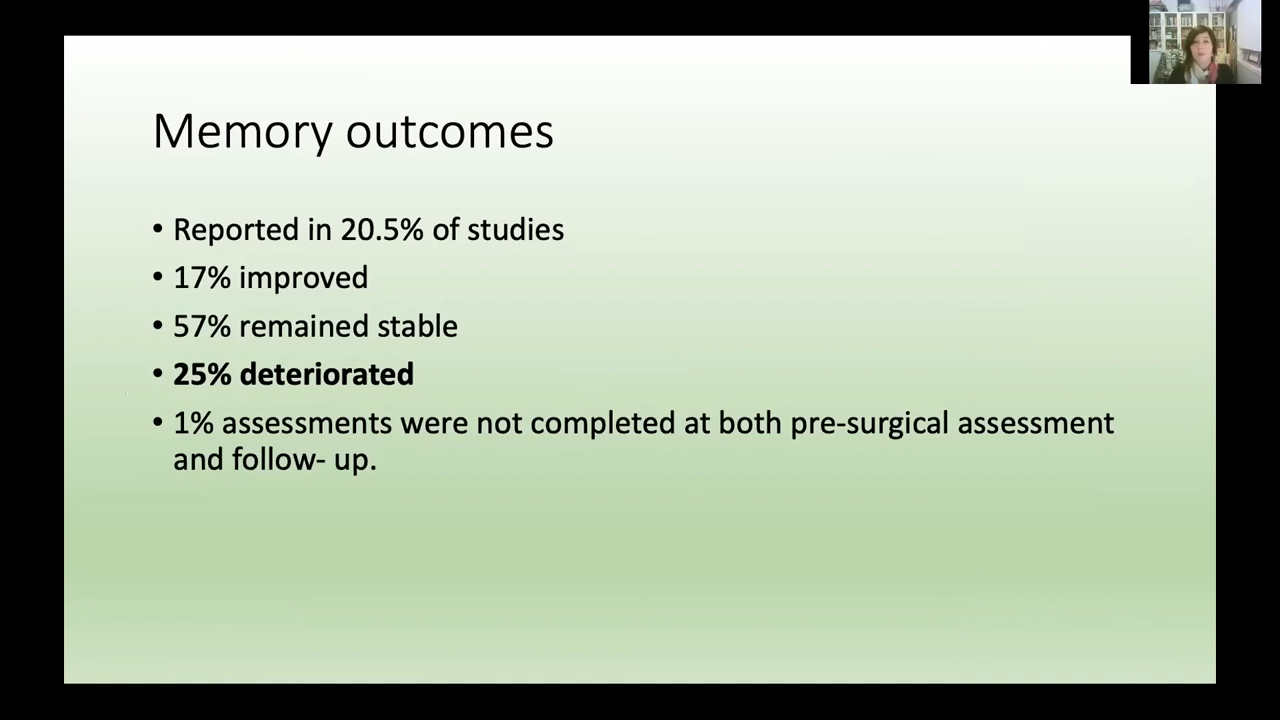 Memory outcomes
• Reported in 20.5% of studies
• 17% improved
• 57% remained stable
• 25% deteriorated
• 1% assessments were not completed at both pre-surgical assessment
and follow- up.